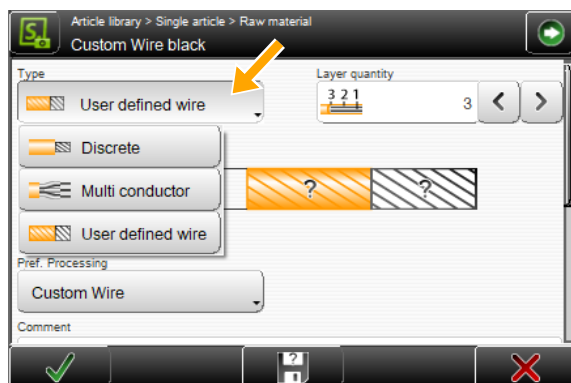 Article library > Single article > Raw material
Custom Wire black
Type
User defined wire
Layer quantity
3 2 1
3
Discrete
Multi conductor
User defined wire
? ?
Pref. Processing
Custom Wire
Comment
?